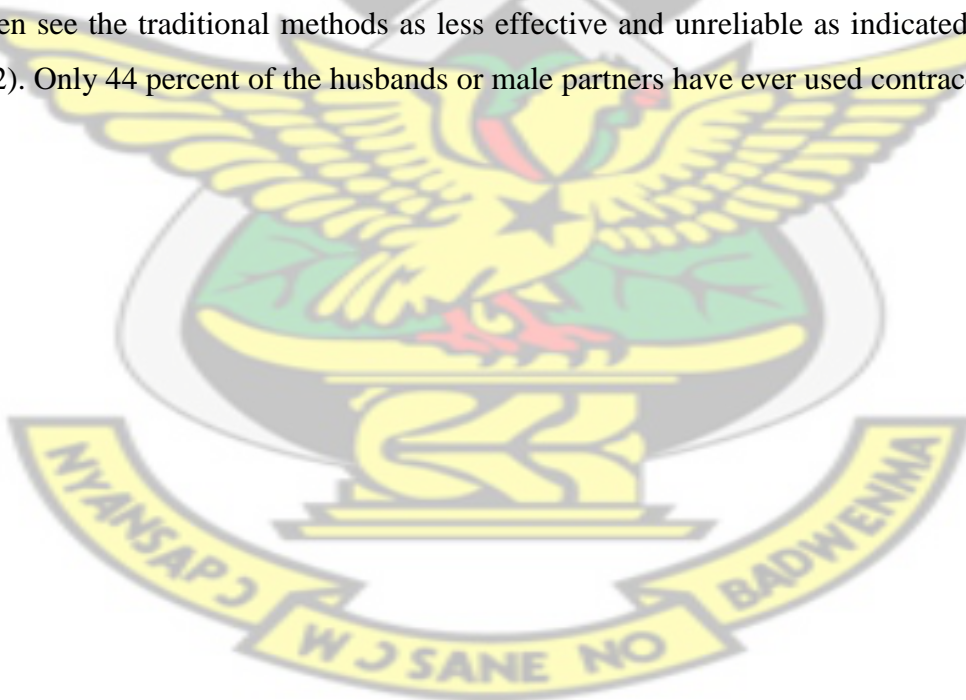 en see the traditional methods as less effective and unreliable as indicated
2). Only 44 percent of the husbands or male partners have ever used contrac
NYANSAPƆ
WƆ SANE NO
BADWENMA